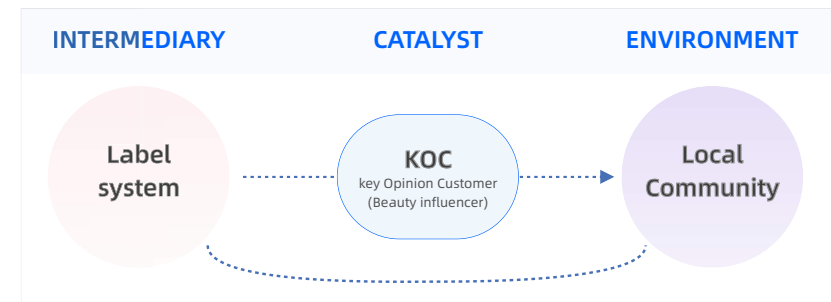 INTERMEDIARY
CATALYST
ENVIRONMENT
Label
system
KOC
key Opinion Customer
(Beauty influencer)
Local
Community